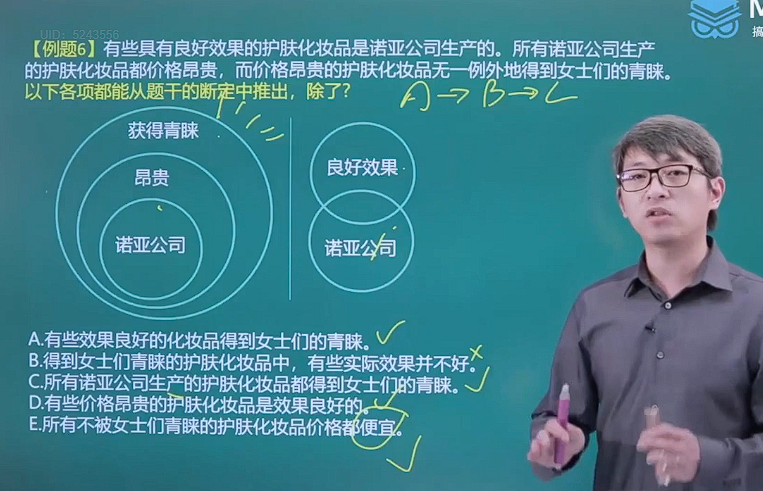 UID：5243556
【例题6】有些具有良好效果的护肤化妆品是诺亚公司生产的。所有诺亚公司生产
的护肤化妆品都价格昂贵，而价格昂贵的护肤化妆品无一例外地得到女士们的青睐。
以下各项都能从题干的断定中推出，除了？
A → B → C
获得青睐
昂贵
诺亚公司
良好效果
诺亚公司
A.有些效果良好的化妆品得到女士们的青睐。
B.得到女士们青睐的护肤化妆品中，有些实际效果并不好。
C.所有诺亚公司生产的护肤化妆品都得到女士们的青睐。
D.有些价格昂贵的护肤化妆品是效果良好的。
E.所有不被女士们青睐的护肤化妆品价格都便宜。